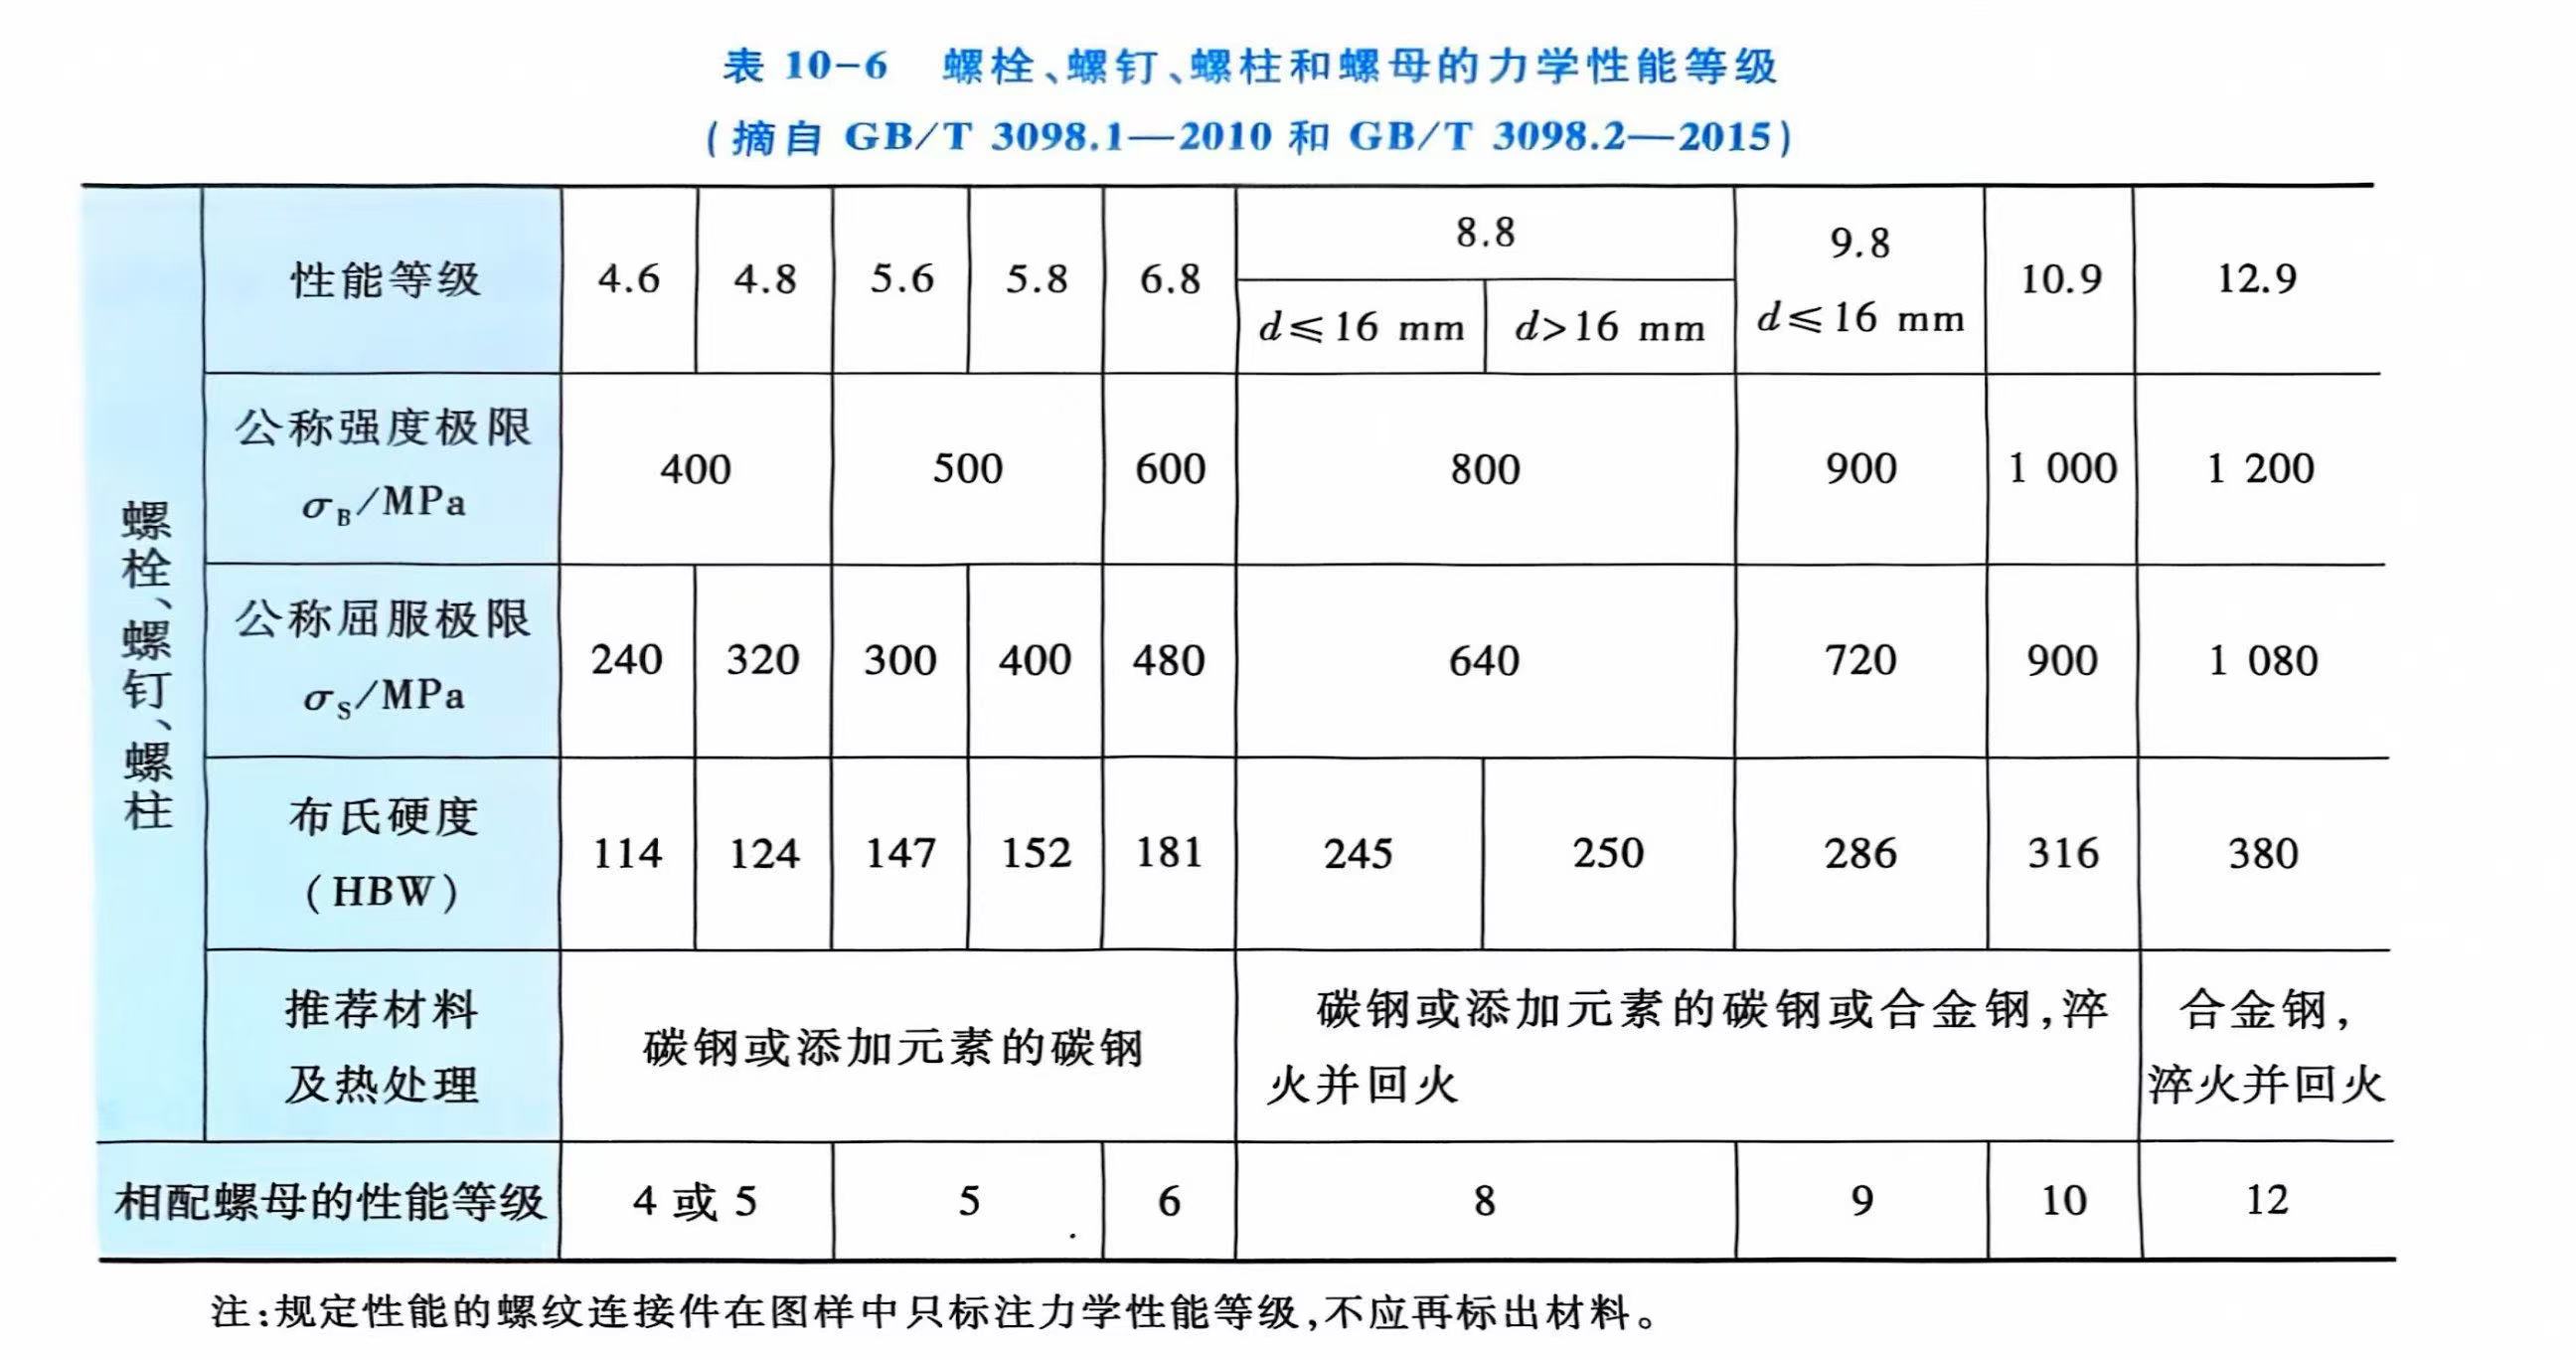 表 10-6 螺栓、螺钉、螺柱和螺母的力学性能等级
(摘自 GB/T 3098.1—2010 和 GB/T 3098.2—2015)
螺栓、螺钉、螺柱
性能等级 4.6 4.8 5.6 5.8 6.8 8.8 9.8 10.9 12.9
d≤16 mm d>16 mm d≤16 mm
公称强度极限
σB/MPa 400 500 600 800 900 1 000 1 200
公称屈服极限
σS/MPa 240 320 300 400 480 640 720 900 1 080
布氏硬度
(HBW) 114 124 147 152 181 245 250 286 316 380
推荐材料
及热处理
碳钢或添加元素的碳钢
碳钢或添加元素的碳钢或合金钢,淬
火并回火
合金钢,
淬火并回火
相配螺母的性能等级 4 或 5 5 6 8 9 10 12
注:规定性能的螺纹连接件在图样中只标注力学性能等级,不应再标出材料。